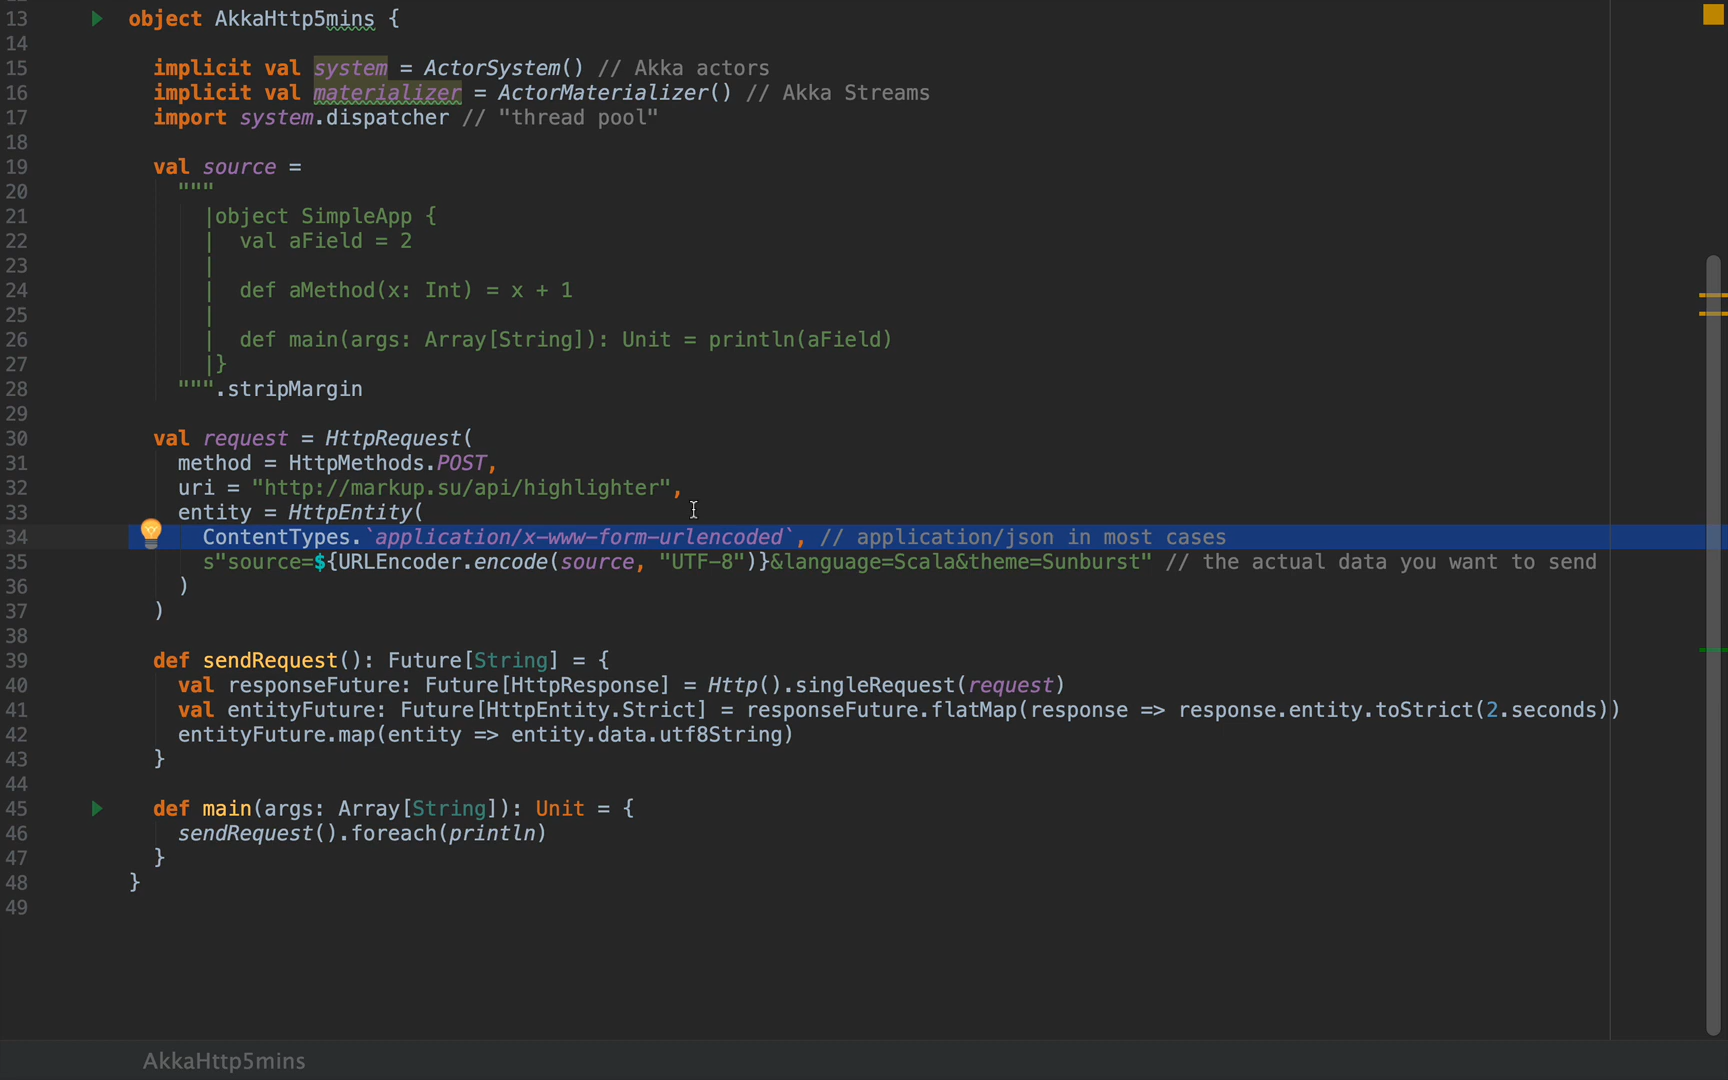 13 object AkkaHttp5mins {
14
15 implicit val system = ActorSystem() // Akka actors
16 implicit val materializer = ActorMaterializer() // Akka Streams
17 import system.dispatcher // "thread pool"
18
19 val source =
20 """
21 |object SimpleApp {
22 | val aField = 2
23 |
24 | def aMethod(x: Int) = x + 1
25 |
26 | def main(args: Array[String]): Unit = println(aField)
27 |}
28 """.stripMargin
29
30 val request = HttpRequest(
31 method = HttpMethods.POST,
32 uri = "http://markup.su/api/highlighter",
33 entity = HttpEntity(
34 ContentTypes.`application/x-www-form-urlencoded`, // application/json in most cases
35 s"source=${URLEncoder.encode(source, "UTF-8")}&language=Scala&theme=Sunburst" // the actual data you want to send
36 )
37 )
38
39 def sendRequest(): Future[String] = {
40 val responseFuture: Future[HttpResponse] = Http().singleRequest(request)
41 val entityFuture: Future[HttpEntity.Strict] = responseFuture.flatMap(response => response.entity.toStrict(2.seconds))
42 entityFuture.map(entity => entity.data.utf8String)
43 }
44
45 def main(args: Array[String]): Unit = {
46 sendRequest().foreach(println)
47 }
48 }
49
AkkaHttp5mins